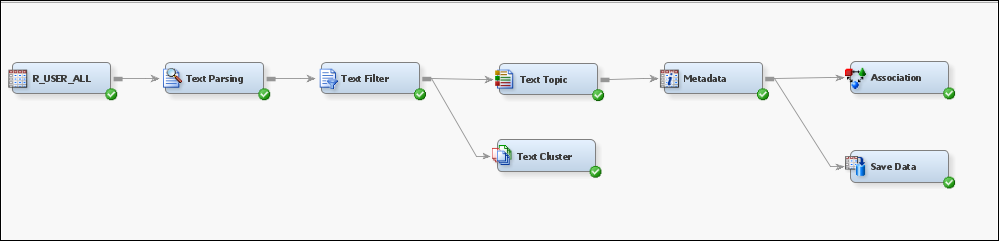 R_USER_ALL
Text Parsing
Text Filter
Text Topic
Metadata
Association
Text Cluster
Save Data